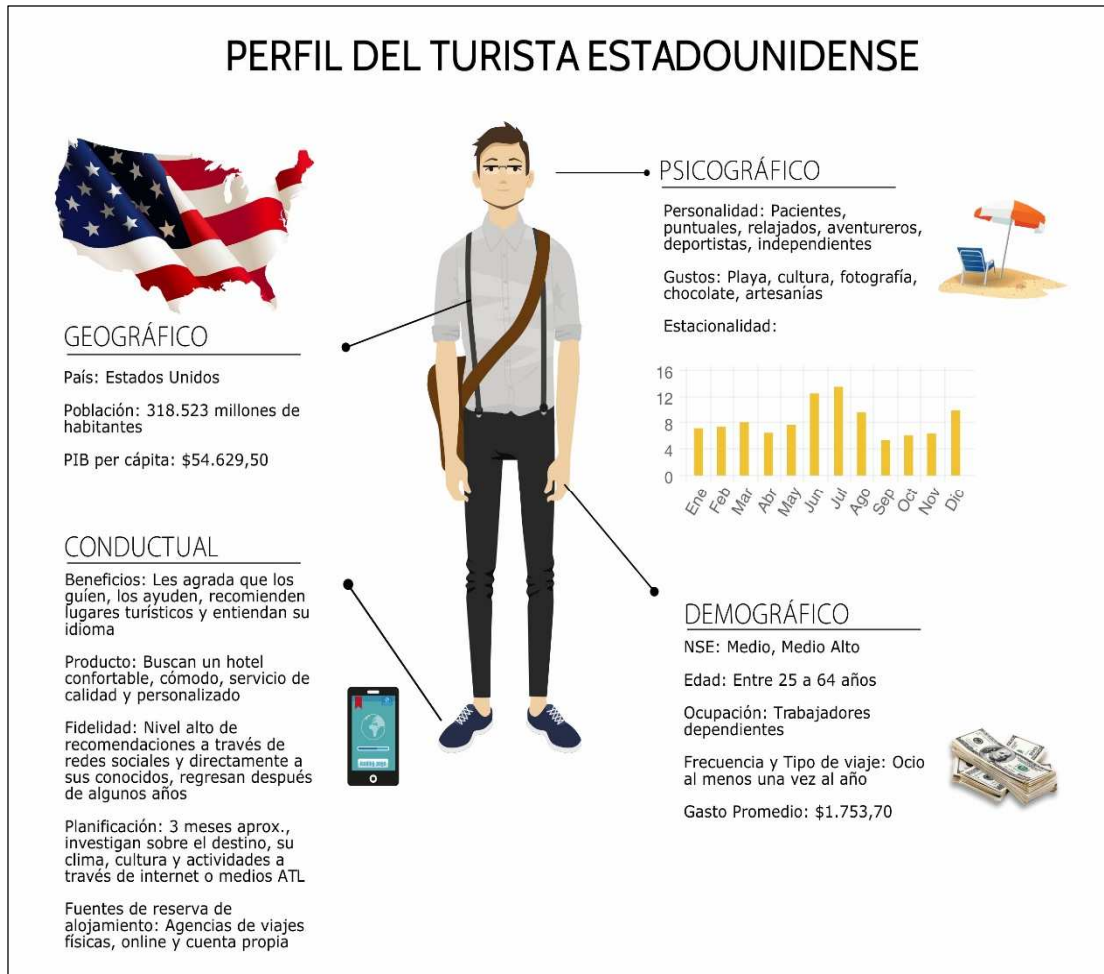 PERFIL DEL TURISTA ESTADOUNIDENSE
GEOGRÁFICO
País: Estados Unidos
Población: 318.523 millones de
habitantes
PIB per cápita: $54.629,50
CONDUCTUAL
Beneficios: Les agrada que los
guíen, los ayuden, recomienden
lugares turísticos y entiendan su
idioma
Producto: Buscan un hotel
confortable, cómodo, servicio de
calidad y personalizado
Fidelidad: Nivel alto de
recomendaciones a través de
redes sociales y directamente a
sus conocidos, regresan después
de algunos años
Planificación: 3 meses aprox.,
investigan sobre el destino, su
clima, cultura y actividades a
través de internet o medios ATL
Fuentes de reserva de
alojamiento: Agencias de viajes
físicas, online y cuenta propia
PSICOGRÁFICO
Personalidad: Pacientes,
puntuales, relajados, aventureros,
deportistas, independientes
Gustos: Playa, cultura, fotografía,
chocolate, artesanías
Estacionalidad:
16
12
8
4
0
Ene Feb Mar Abr May Jun Jul Ago Sep Oct Nov Dic
DEMOGRÁFICO
NSE: Medio, Medio Alto
Edad: Entre 25 a 64 años
Ocupación: Trabajadores
dependientes
Frecuencia y Tipo de viaje: Ocio
al menos una vez al año
Gasto Promedio: $1.753,70